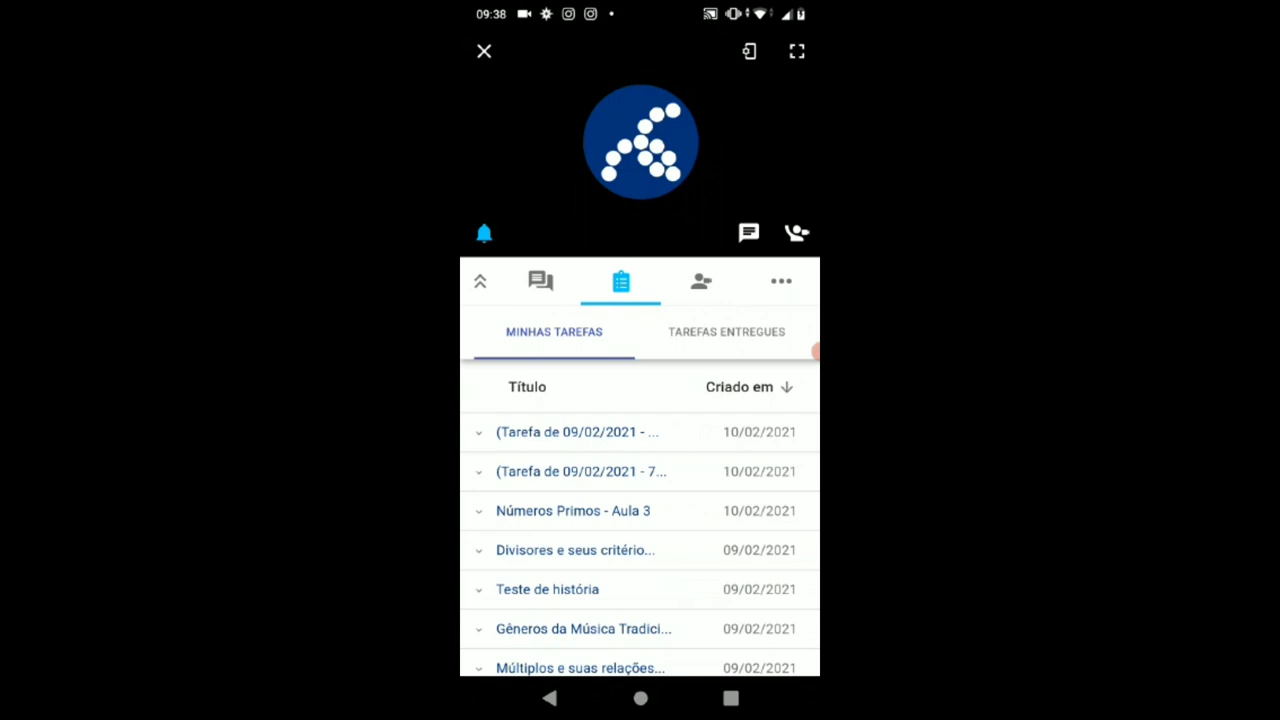 09:38
MINHAS TAREFAS TAREFAS ENTREGUES
Título Criado em
(Tarefa de 09/02/2021 - ... 10/02/2021
(Tarefa de 09/02/2021 - 7... 10/02/2021
Números Primos - Aula 3 10/02/2021
Divisores e seus critério... 09/02/2021
Teste de história 09/02/2021
Gêneros da Música Tradici... 09/02/2021
Múltiplos e suas relações... 09/02/2021